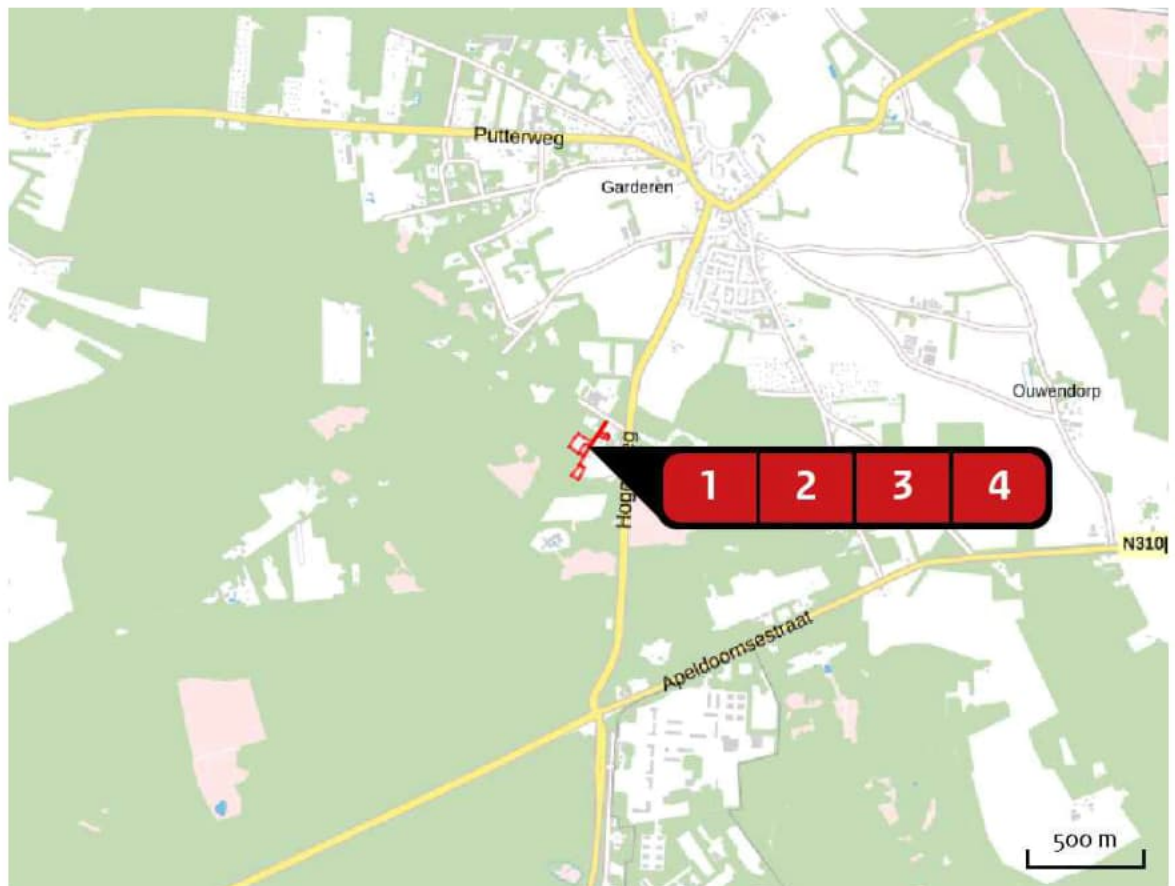 Putterweg
Garderen
Ouwendorp
1 2 3 4
N310
Apeldoornsestraat
500 m